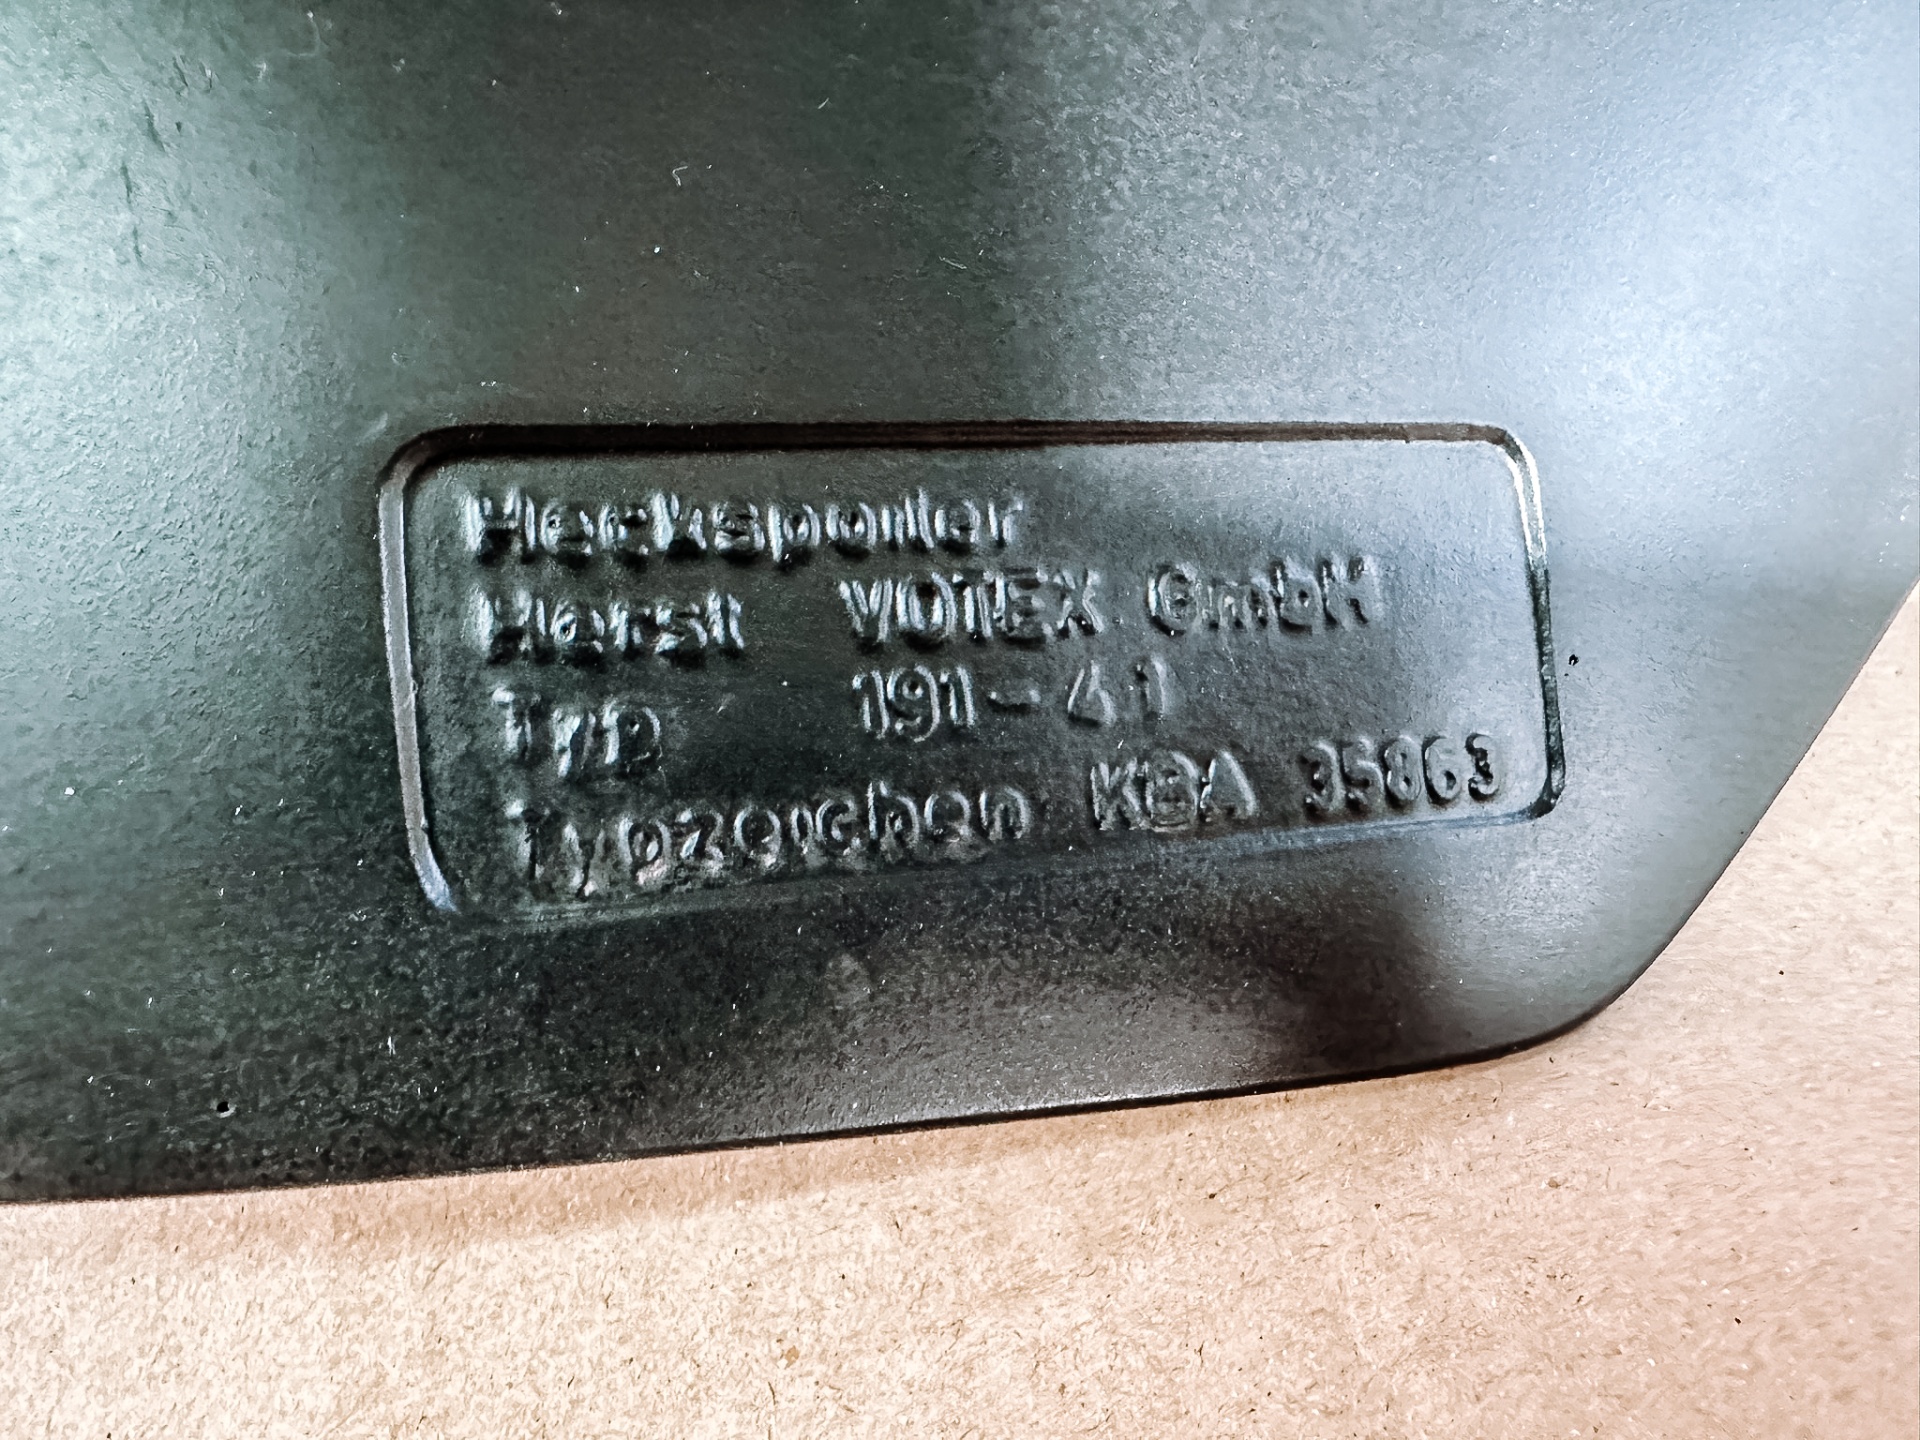 Heckspoiler
Herst VOTEX GmbH
Typ 191-41
Typzeichen KBA 35863